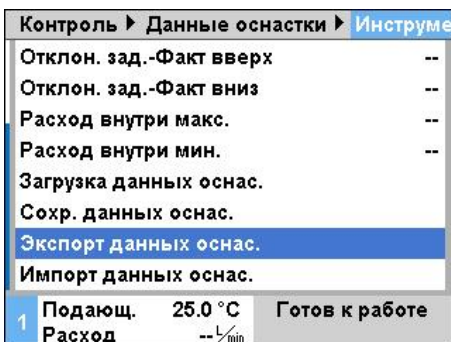 Контроль ▶ Данные оснастки ▶ Инструме
Отклон. зад.-Факт вверх --
Отклон. зад.-Факт вниз --
Расход внутри макс. --
Расход внутри мин. --
Загрузка данных оснас.
Сохр. данных оснас.
Экспорт данных оснас.
Импорт данных оснас.
1 Подающ. 25.0 °C Готов к работе
Расход -- L/min